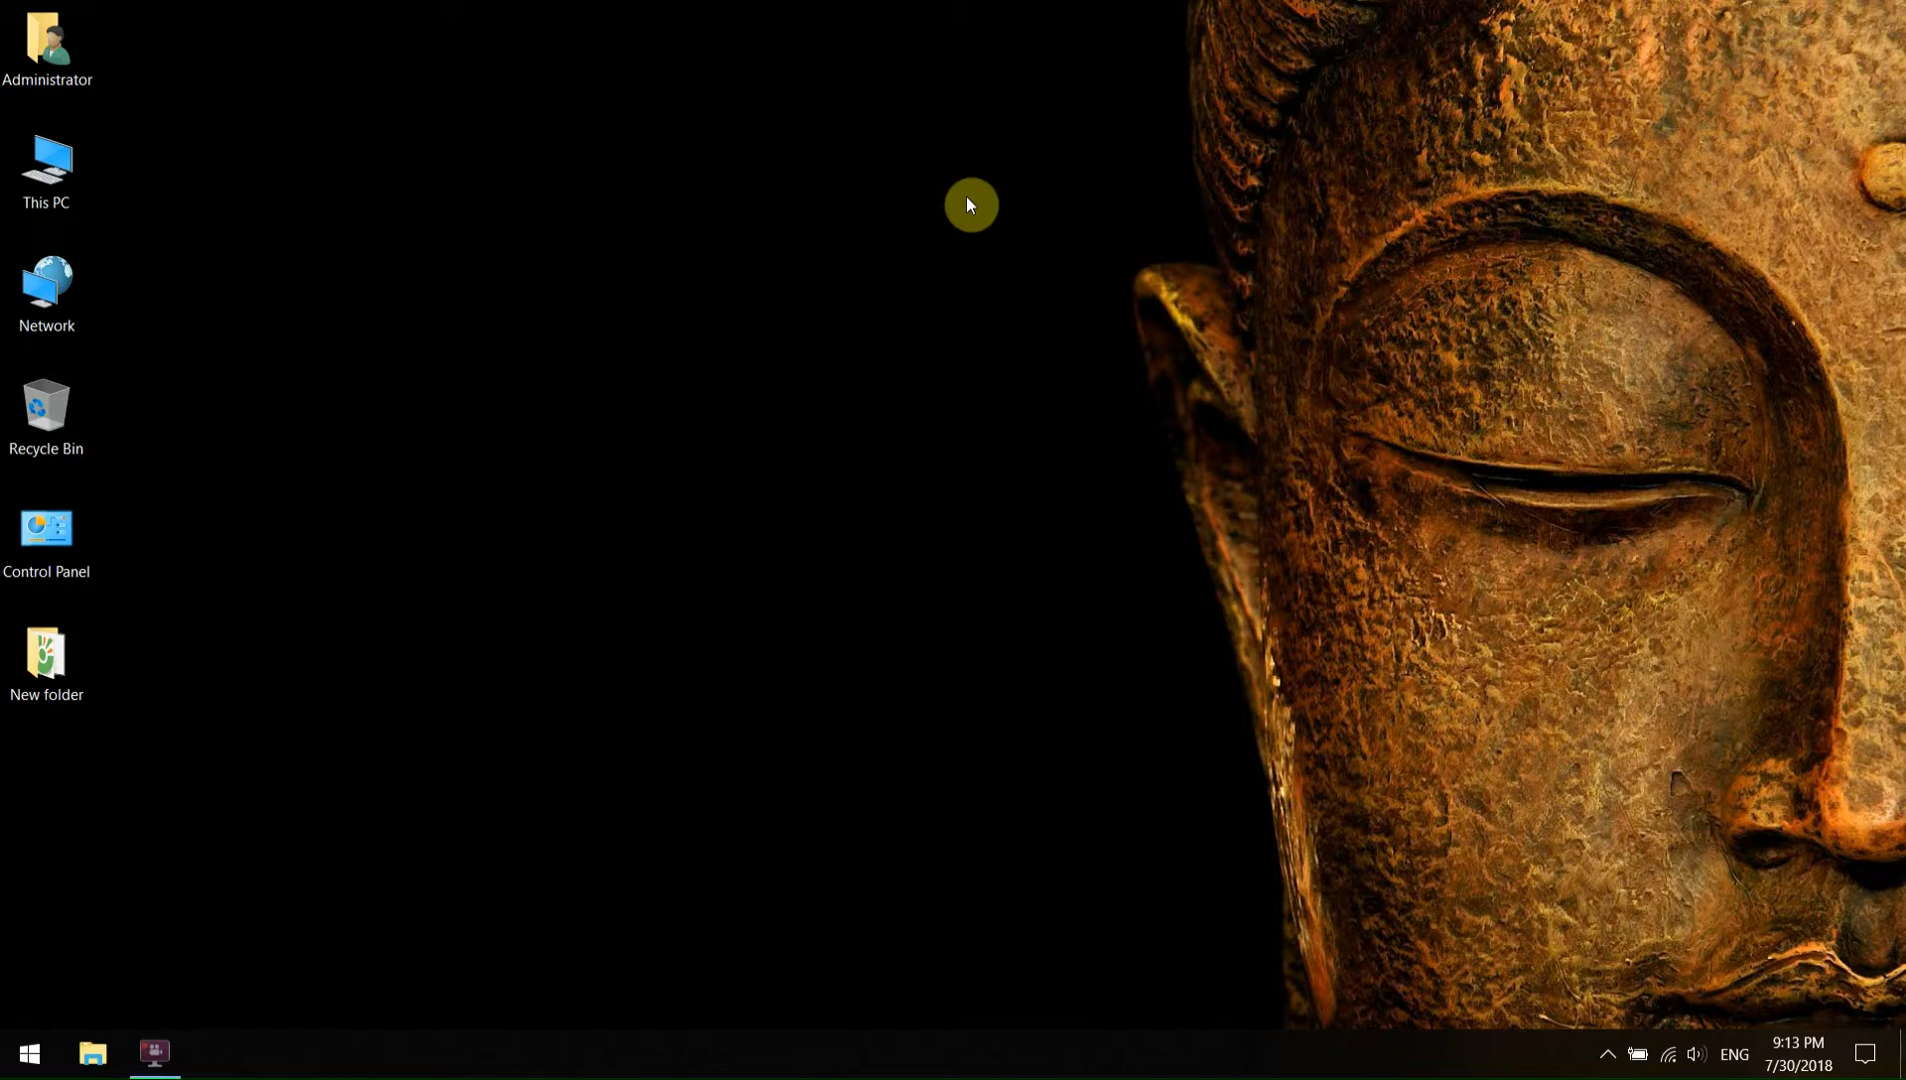 Administrator
This PC
Network
Recycle Bin
Control Panel
New folder
ENG
9:13 PM
7/30/2018